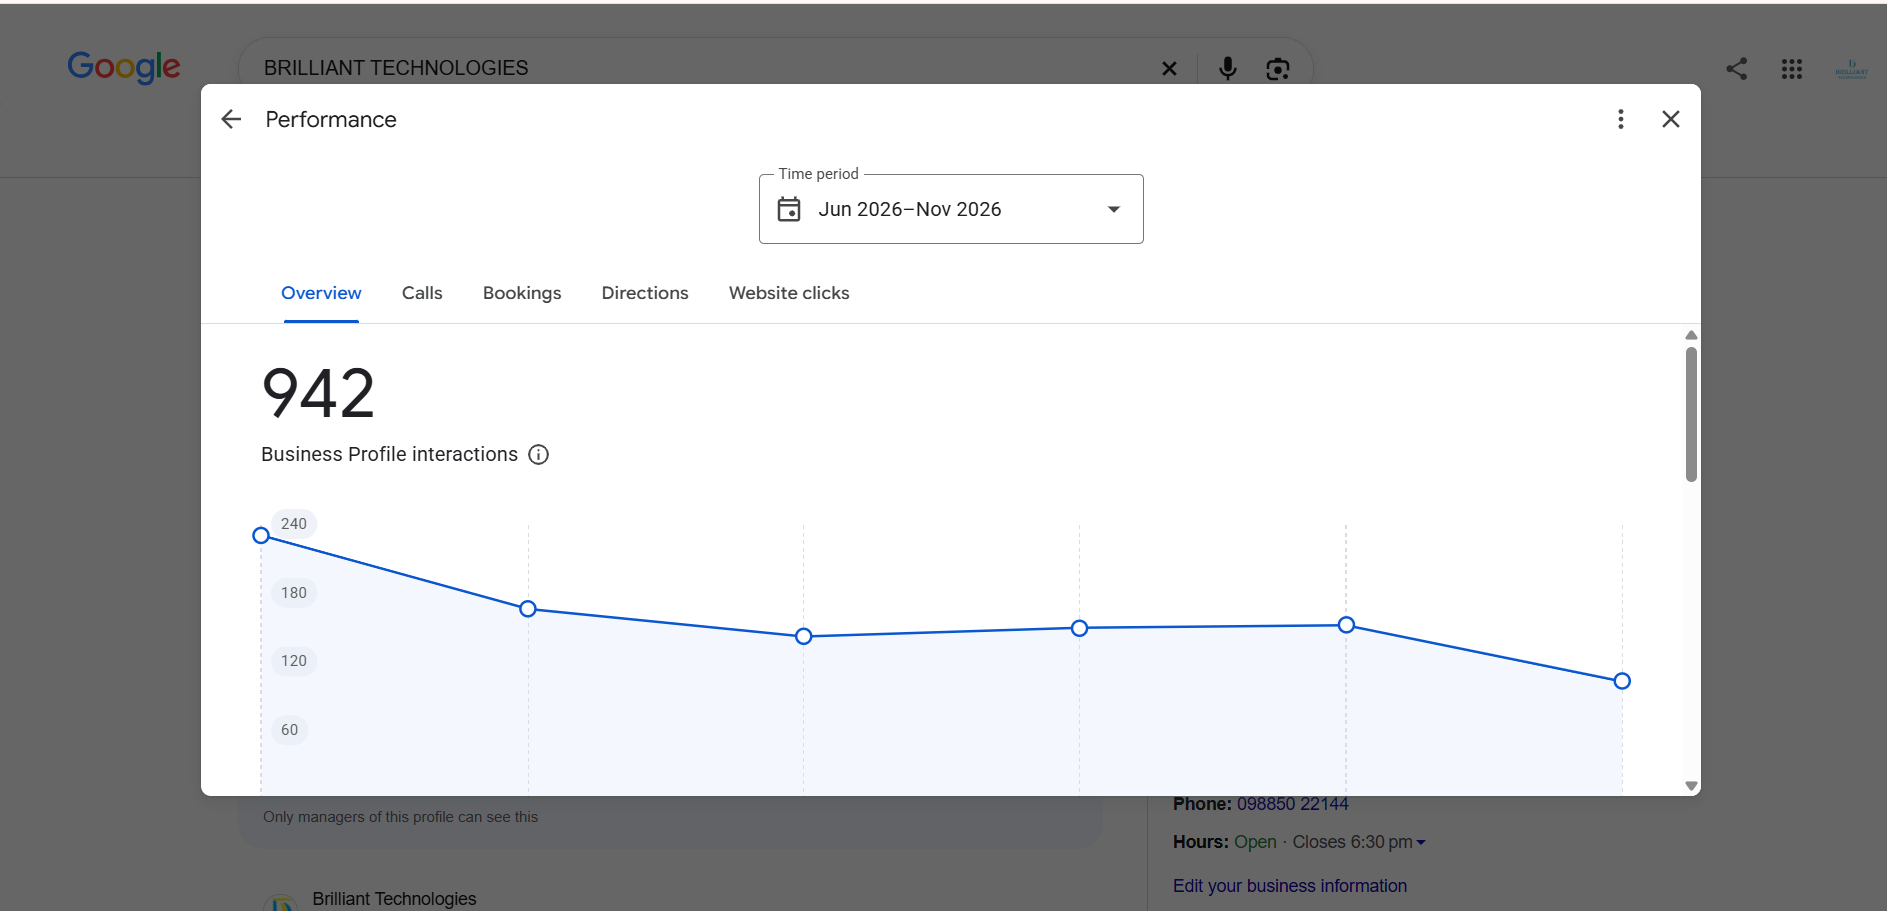 Google
BRILLIANT TECHNOLOGIES
Performance
Time period
Jun 2026–Nov 2026
Overview
Calls
Bookings
Directions
Website clicks
942
Business Profile interactions
240
180
120
60
Only managers of this profile can see this
Brilliant Technologies
Phone: 098850 22144
Hours: Open · Closes 6:30 pm
Edit your business information